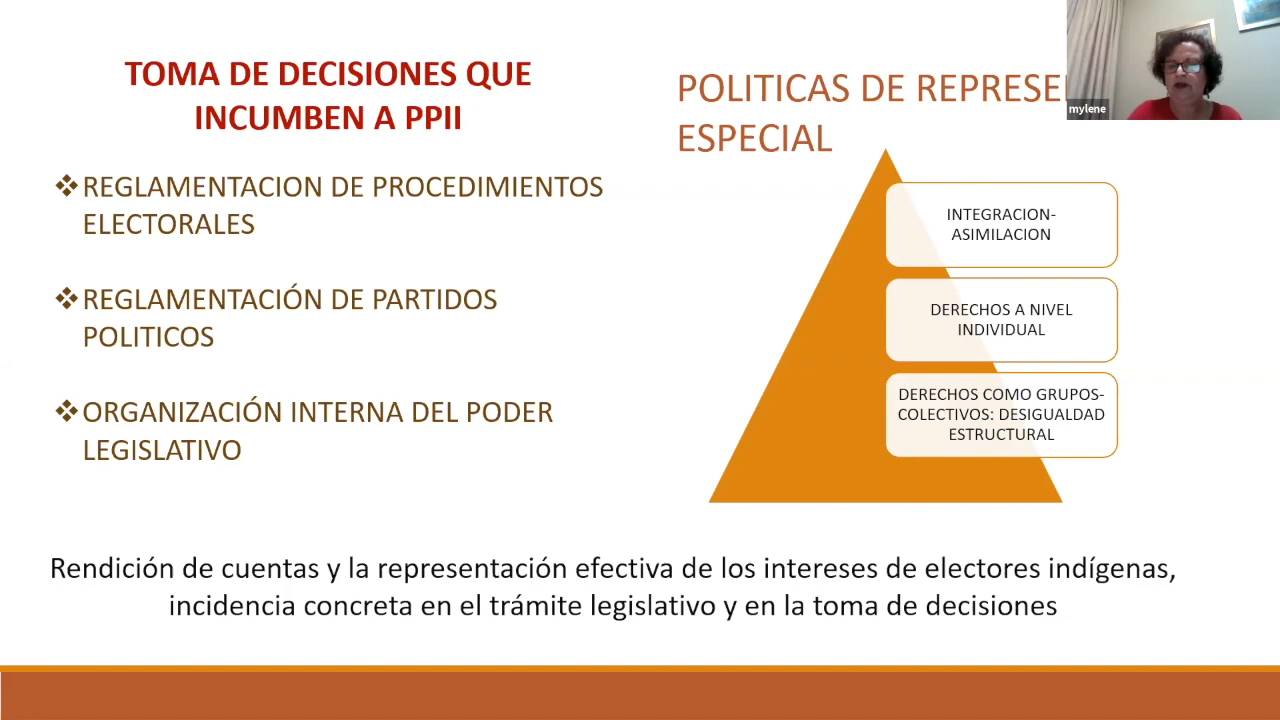 TOMA DE DECISIONES QUE
INCUMBEN A PPII
❖REGLAMENTACION DE PROCEDIMIENTOS
ELECTORALES
❖REGLAMENTACIÓN DE PARTIDOS
POLITICOS
❖ORGANIZACIÓN INTERNA DEL PODER
LEGISLATIVO
POLITICAS DE
ESPECIAL
mylene
INTEGRACION-
ASIMILACION
DERECHOS A NIVEL
INDIVIDUAL
DERECHOS COMO GRUPOS-
COLECTIVOS: DESIGUALDAD
ESTRUCTURAL
Rendición de cuentas y la representación efectiva de los intereses de electores indígenas,
incidencia concreta en el trámite legislativo y en la toma de decisiones